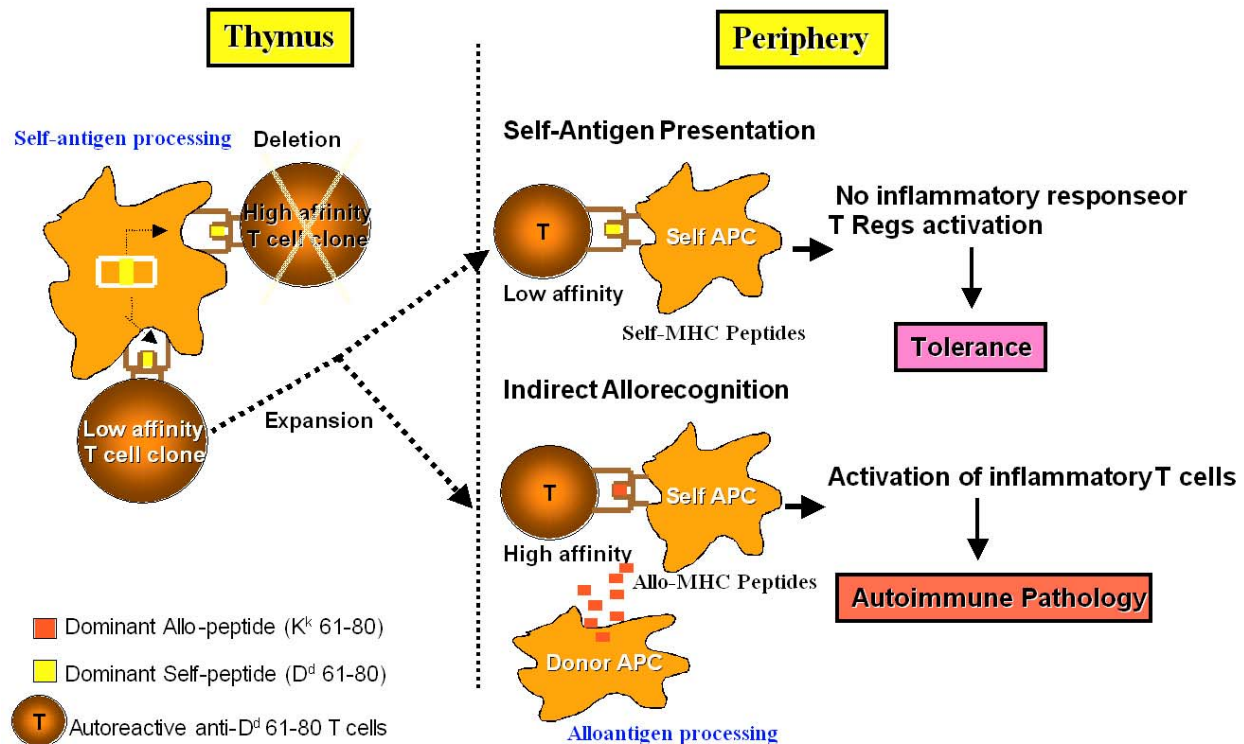 Thymus
Periphery
Self-antigen processing
Deletion
High affinity
T cell clone
Low affinity
T cell clone
Expansion
Self-Antigen Presentation
T
Self APC
Low affinity
Self-MHC Peptides
No inflammatory responseor
T Regs activation
Tolerance
Indirect Allorecognition
T
Self APC
High affinity
Allo-MHC Peptides
Activation of inflammatory T cells
Autoimmune Pathology
Donor APC
Alloantigen processing
Dominant Allo-peptide (Kᵏ 61-80)
Dominant Self-peptide (Dᵈ 61-80)
T Autoreactive anti-Dᵈ 61-80 T cells